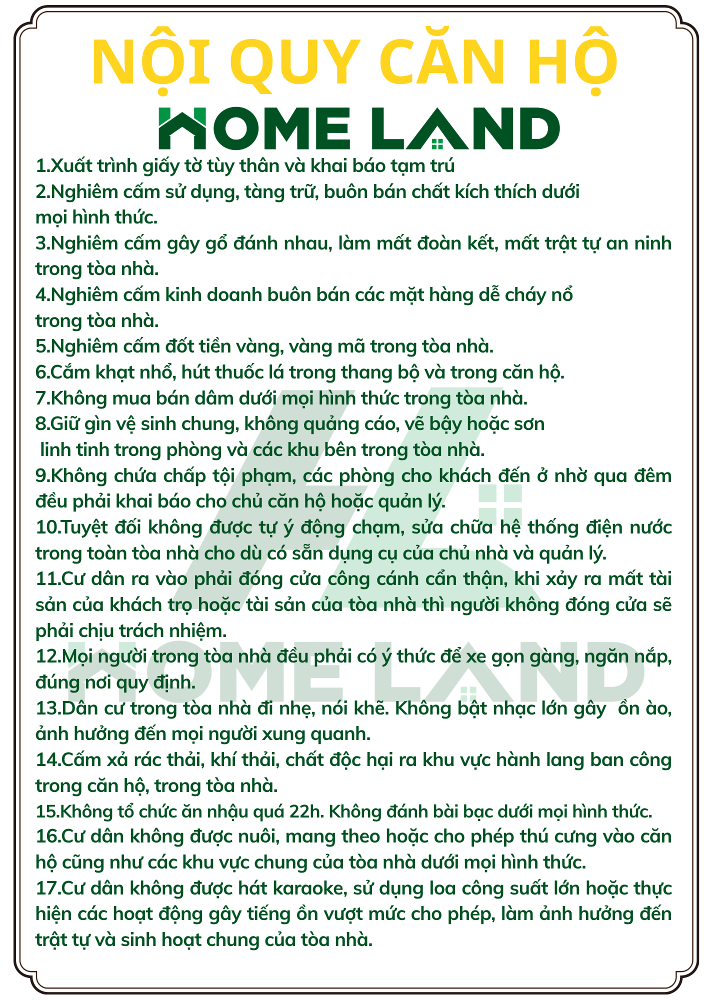 NỘI QUY CĂN HỘ
HOME LAND
1.Xuất trình giấy tờ tùy thân và khai báo tạm trú
2.Nghiêm cấm sử dụng, tàng trữ, buôn bán chất kích thích dưới
mọi hình thức.
3.Nghiêm cấm gây gổ đánh nhau, làm mất đoàn kết, mất trật tự an ninh
trong tòa nhà.
4.Nghiêm cấm kinh doanh buôn bán các mặt hàng dễ cháy nổ
trong tòa nhà.
5.Nghiêm cấm đốt tiền vàng, vàng mã trong tòa nhà.
6.Cắm khạt nhổ, hút thuốc lá trong thang bộ và trong căn hộ.
7.Không mua bán dâm dưới mọi hình thức trong tòa nhà.
8.Giữ gìn vệ sinh chung, không quảng cáo, vẽ bậy hoặc sơn
linh tinh trong phòng và các khu bên trong tòa nhà.
9.Không chứa chấp tội phạm, các phòng cho khách đến ở nhờ qua đêm
đều phải khai báo cho chủ căn hộ hoặc quản lý.
10.Tuyệt đối không được tự ý động chạm, sửa chữa hệ thống điện nước
trong toàn tòa nhà cho dù có sẵn dụng cụ của chủ nhà và quản lý.
11.Cư dân ra vào phải đóng cửa công cánh cẩn thận, khi xảy ra mất tài
sản của khách trọ hoặc tài sản của tòa nhà thì người không đóng cửa sẽ
phải chịu trách nhiệm.
HOME LAND
12.Mọi người trong tòa nhà đều phải có ý thức để xe gọn gàng, ngăn nắp,
đúng nơi quy định.
13.Dân cư trong tòa nhà đi nhẹ, nói khẽ. Không bật nhạc lớn gây ồn ào,
ảnh hưởng đến mọi người xung quanh.
14.Cấm xả rác thải, khí thải, chất độc hại ra khu vực hành lang ban công
trong căn hộ, trong tòa nhà.
15.Không tổ chức ăn nhậu quá 22h. Không đánh bài bạc dưới mọi hình thức.
16.Cư dân không được nuôi, mang theo hoặc cho phép thú cưng vào căn
hộ cũng như các khu vực chung của tòa nhà dưới mọi hình thức.
17.Cư dân không được hát karaoke, sử dụng loa công suất lớn hoặc thực
hiện các hoạt động gây tiếng ồn vượt mức cho phép, làm ảnh hưởng đến
trật tự và sinh hoạt chung của tòa nhà.